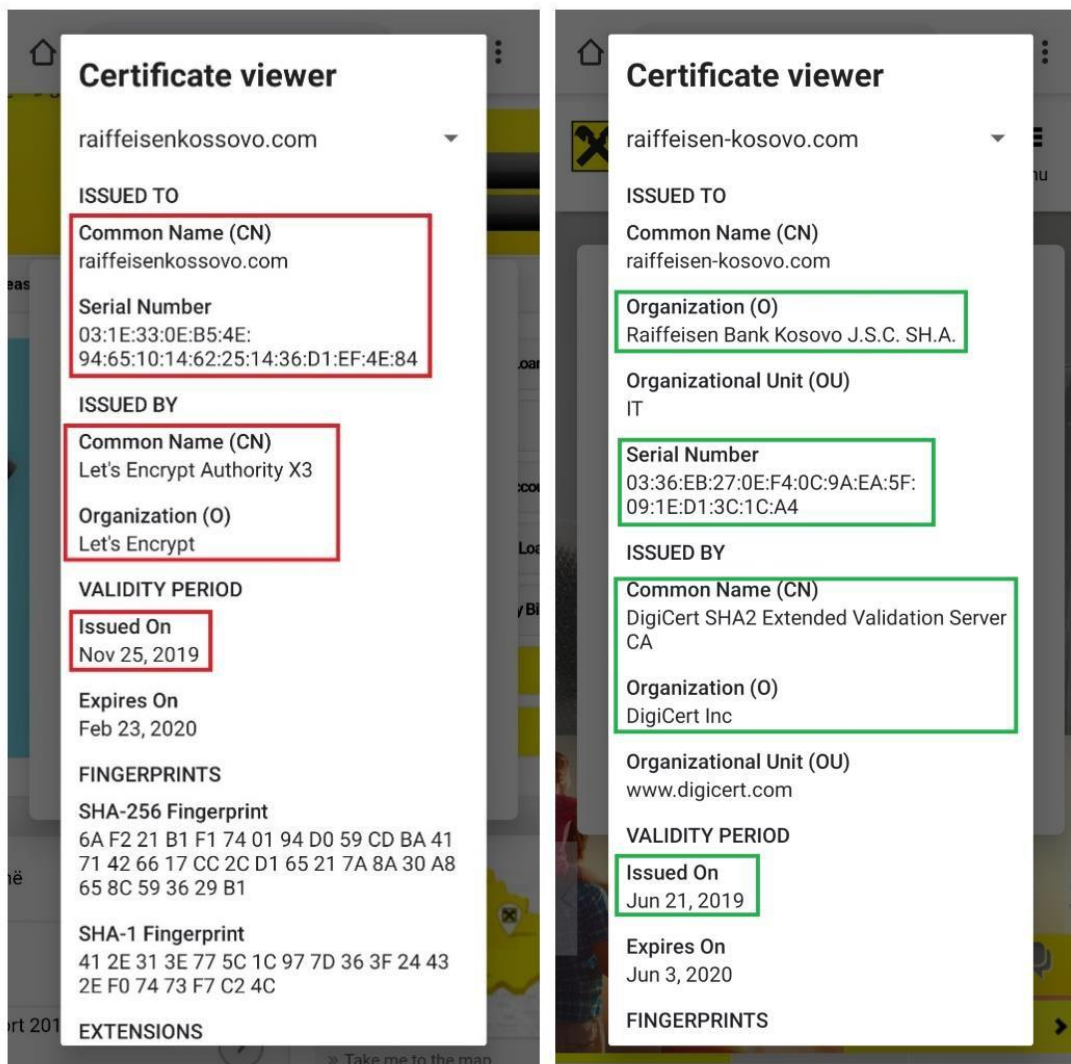 Certificate viewer
raiffeisenkossovo.com
ISSUED TO
Common Name (CN)
raiffeisenkossovo.com
Serial Number
03:1E:33:0E:B5:4E:
94:65:10:14:62:25:14:36:D1:EF:4E:84
ISSUED BY
Common Name (CN)
Let's Encrypt Authority X3
Organization (O)
Let's Encrypt
VALIDITY PERIOD
Issued On
Nov 25, 2019
Expires On
Feb 23, 2020
FINGERPRINTS
SHA-256 Fingerprint
6A F2 21 B1 F1 74 01 94 D0 59 CD BA 41
71 42 66 17 CC 2C D1 65 21 7A 8A 30 A8
65 8C 59 36 29 B1
SHA-1 Fingerprint
41 2E 31 3E 77 5C 1C 97 7D 36 3F 24 43
2E F0 74 73 F7 C2 4C
EXTENSIONS
» Take me to the map
Certificate viewer
raiffeisen-kosovo.com
ISSUED TO
Common Name (CN)
raiffeisen-kosovo.com
Organization (O)
Raiffeisen Bank Kosovo J.S.C. SH.A.
Organizational Unit (OU)
IT
Serial Number
03:36:EB:27:0E:F4:0C:9A:EA:5F:
09:1E:D1:3C:1C:A4
ISSUED BY
Common Name (CN)
DigiCert SHA2 Extended Validation Server
CA
Organization (O)
DigiCert Inc
Organizational Unit (OU)
www.digicert.com
VALIDITY PERIOD
Issued On
Jun 21, 2019
Expires On
Jun 3, 2020
FINGERPRINTS